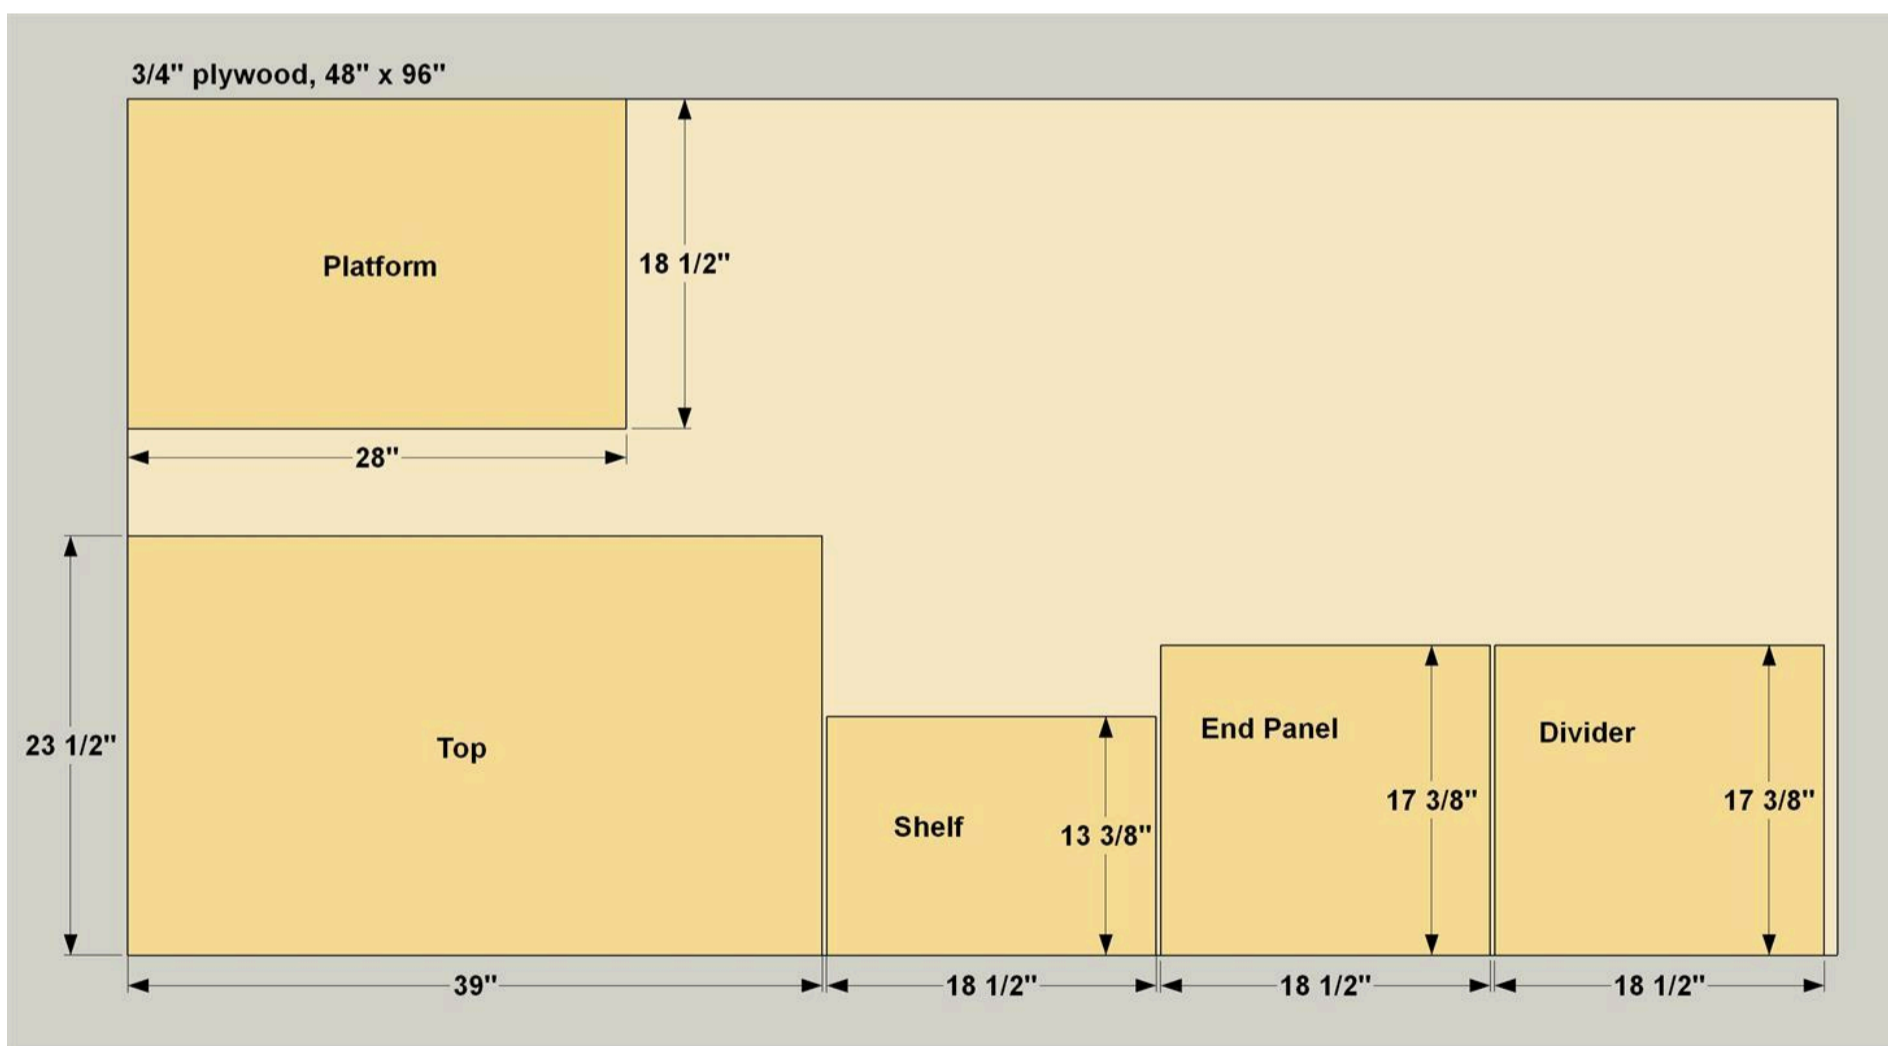 3/4" plywood, 48" x 96"
Platform
18 1/2"
28"
23 1/2"
Top
Shelf
13 3/8"
End Panel
17 3/8"
Divider
17 3/8"
39"
18 1/2"
18 1/2"
18 1/2"